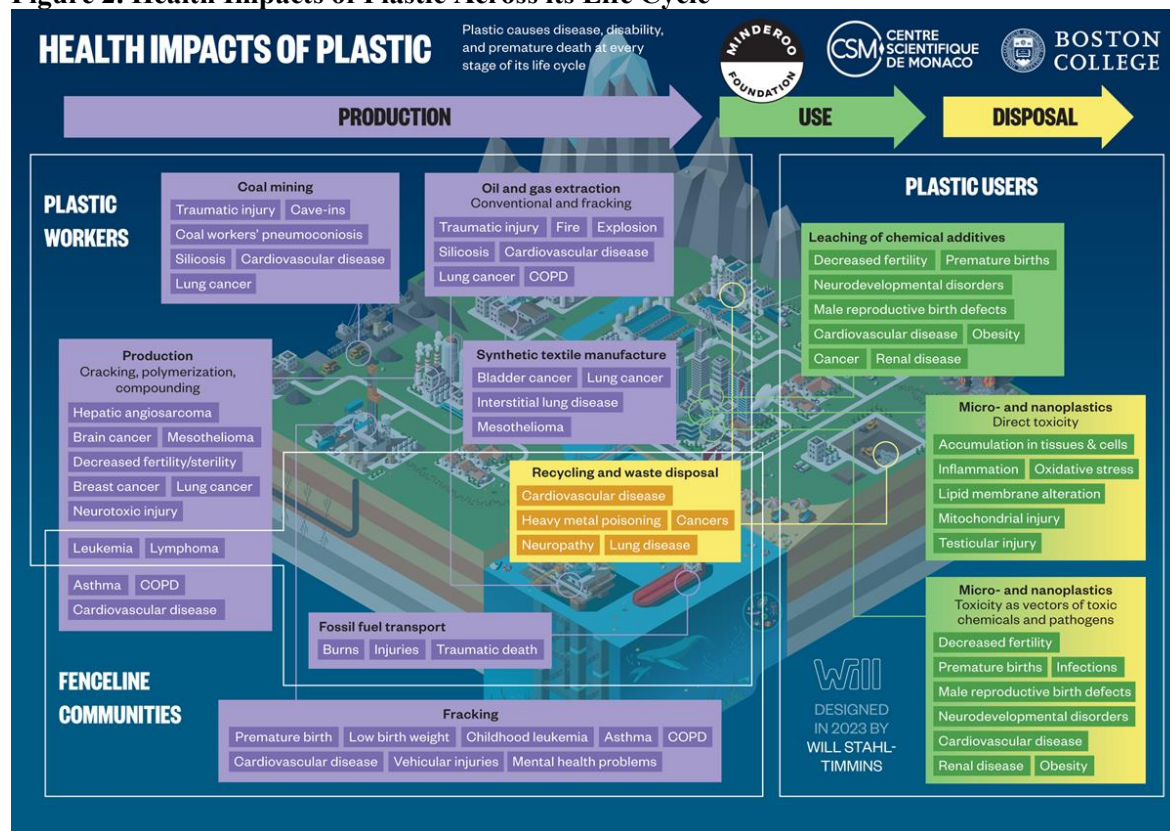 Figure 2: Health Impacts of Plastic Across its Life Cycle
HEALTH IMPACTS OF PLASTIC
Plastic causes disease, disability,
and premature death at every
stage of its life cycle
MINDEROO
FOUNDATION
CSM
CENTRE
SCIENTIFIQUE
DE MONACO
BOSTON
COLLEGE
PRODUCTION
USE
DISPOSAL
PLASTIC
WORKERS
Coal mining
Traumatic injury Cave-ins
Coal workers' pneumoconiosis
Silicosis Cardiovascular disease
Lung cancer
Oil and gas extraction
Conventional and fracking
Traumatic injury Fire Explosion
Silicosis Cardiovascular disease
Lung cancer COPD
Production
Cracking, polymerization,
compounding
Hepatic angiosarcoma
Brain cancer Mesothelioma
Decreased fertility/sterility
Breast cancer Lung cancer
Neurotoxic injury
Leukemia Lymphoma
Asthma COPD
Cardiovascular disease
Synthetic textile manufacture
Bladder cancer Lung cancer
Interstitial lung disease
Mesothelioma
Recycling and waste disposal
Cardiovascular disease
Heavy metal poisoning Cancers
Neuropathy Lung disease
Fossil fuel transport
Burns Injuries Traumatic death
FENCELINE
COMMUNITIES
Fracking
Premature birth Low birth weight Childhood leukemia Asthma COPD
Cardiovascular disease Vehicular injuries Mental health problems
PLASTIC USERS
Leaching of chemical additives
Decreased fertility Premature births
Neurodevelopmental disorders
Male reproductive birth defects
Cardiovascular disease Obesity
Cancer Renal disease
Micro- and nanoplastics
Direct toxicity
Accumulation in tissues & cells
Inflammation Oxidative stress
Lipid membrane alteration
Mitochondrial injury
Testicular injury
Micro- and nanoplastics
Toxicity as vectors of toxic
chemicals and pathogens
Decreased fertility
Premature births Infections
Male reproductive birth defects
Neurodevelopmental disorders
Cardiovascular disease
Renal disease Obesity
Will
DESIGNED
IN 2023 BY
WILL STAHL-
TIMMINS